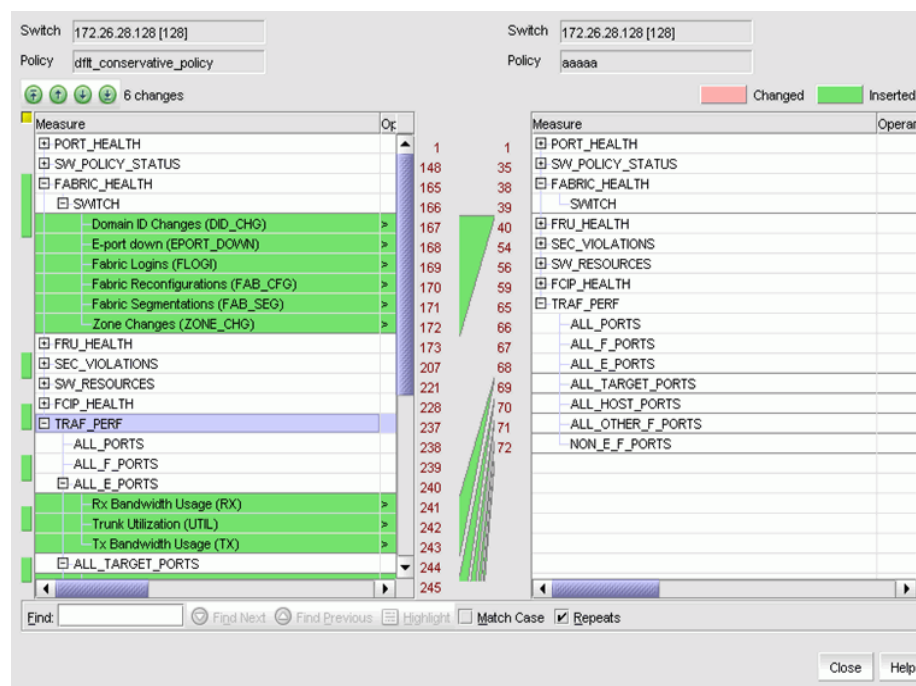 Switch 172.26.28.128 [128] Switch 172.26.28.128 [128]
Policy dflt_conservative_policy Policy aaaaa
6 changes Changed Inserted
Measure Op Measure Operar
PORT_HEALTH 1 1 PORT_HEALTH
SW_POLICY_STATUS 148 35 SW_POLICY_STATUS
FABRIC_HEALTH 165 38 FABRIC_HEALTH
SWITCH 166 39 SWITCH
Domain ID Changes (DID_CHG) > 167 40 FRU_HEALTH
E-port down (EPORT_DOWN) > 168 54 SEC_VIOLATIONS
Fabric Logins (FLOGI) > 169 56 SW_RESOURCES
Fabric Reconfigurations (FAB_CFG) > 170 59 FCIP_HEALTH
Fabric Segmentations (FAB_SEG) > 171 65 TRAF_PERF
Zone Changes (ZONE_CHG) > 172 66 ALL_PORTS
FRU_HEALTH 173 67 ALL_F_PORTS
SEC_VIOLATIONS 207 68 ALL_E_PORTS
SW_RESOURCES 221 69 ALL_TARGET_PORTS
FCIP_HEALTH 228 70 ALL_HOST_PORTS
TRAF_PERF 237 71 ALL_OTHER_F_PORTS
ALL_PORTS 238 72 NON_E_F_PORTS
ALL_F_PORTS 239
ALL_E_PORTS 240
Rx Bandwidth Usage (RX) > 241
Trunk Utilization (UTIL) > 242
Tx Bandwidth Usage (TX) > 243
ALL_TARGET_PORTS 244
245
Find: Find Next Find Previous Highlight Match Case Repeats
Close Help